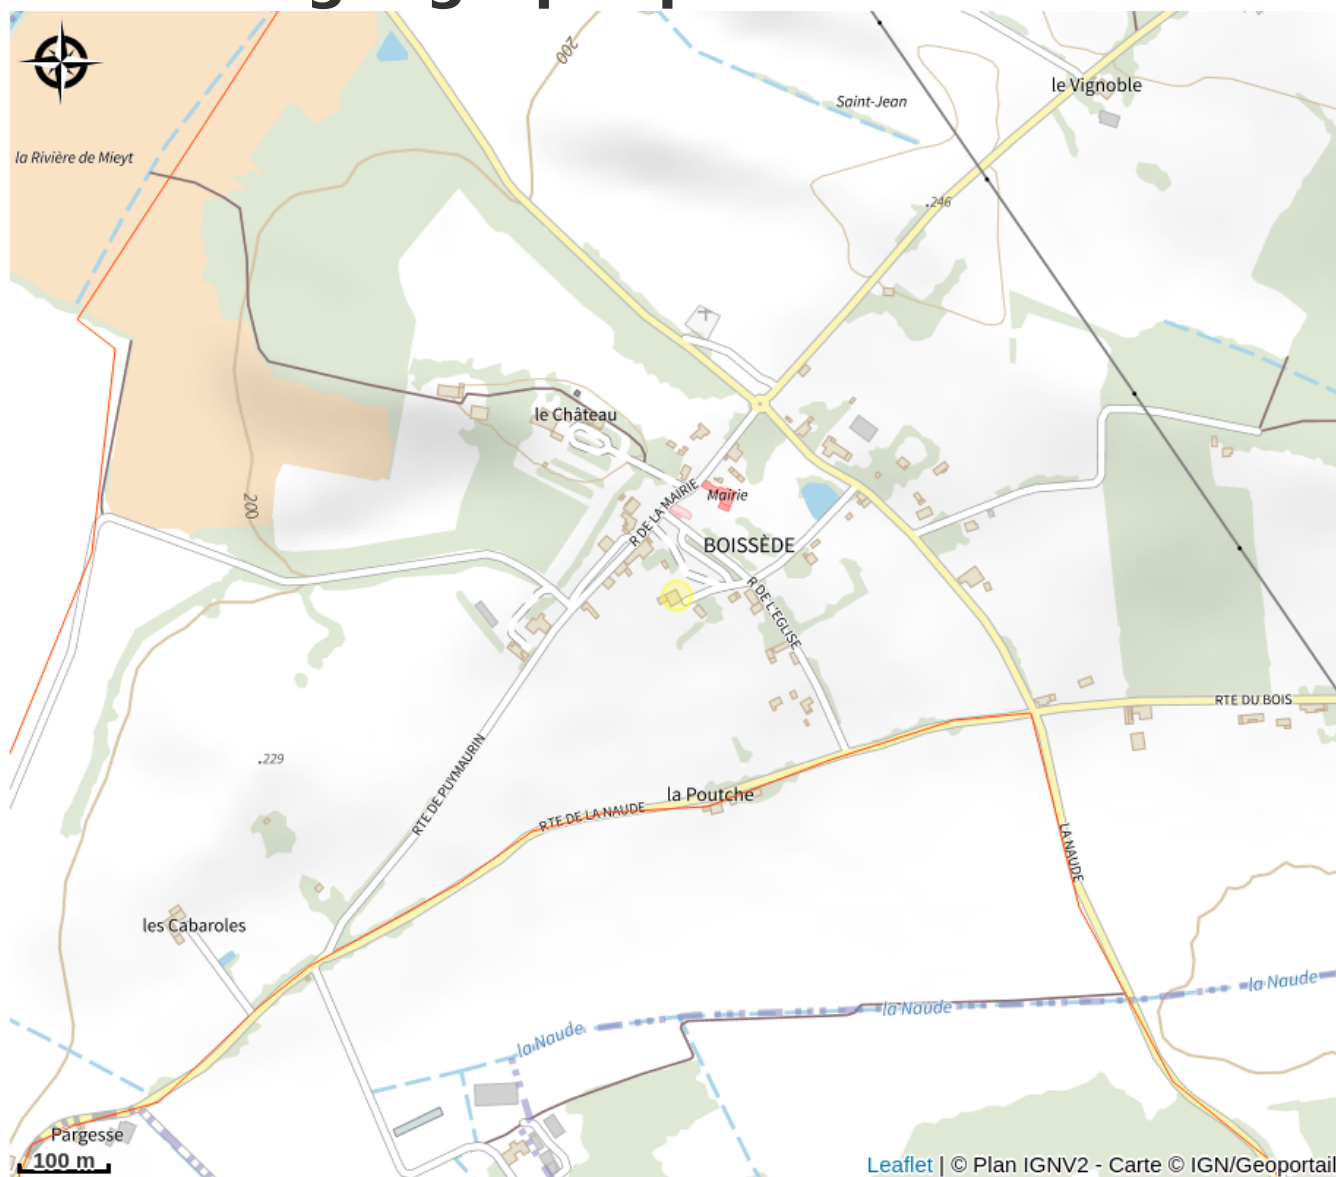 200
le Vignoble
Saint-Jean
la Rivière de Mieyt
.246
le Château
200
R DE LA MAIRIE
Mairie
BOISSÈDE
R DE L'EGLISE
RTE DU BOIS
.229
RTE DE PUYMAURIN
la Poutche
RTE DE LA NAUDE
LA NAUDE
les Cabaroles
la Naude
la Naude
la Naude
Pargesse
100 m
Leaflet | © Plan IGNV2 - Carte © IGN/Geoportail